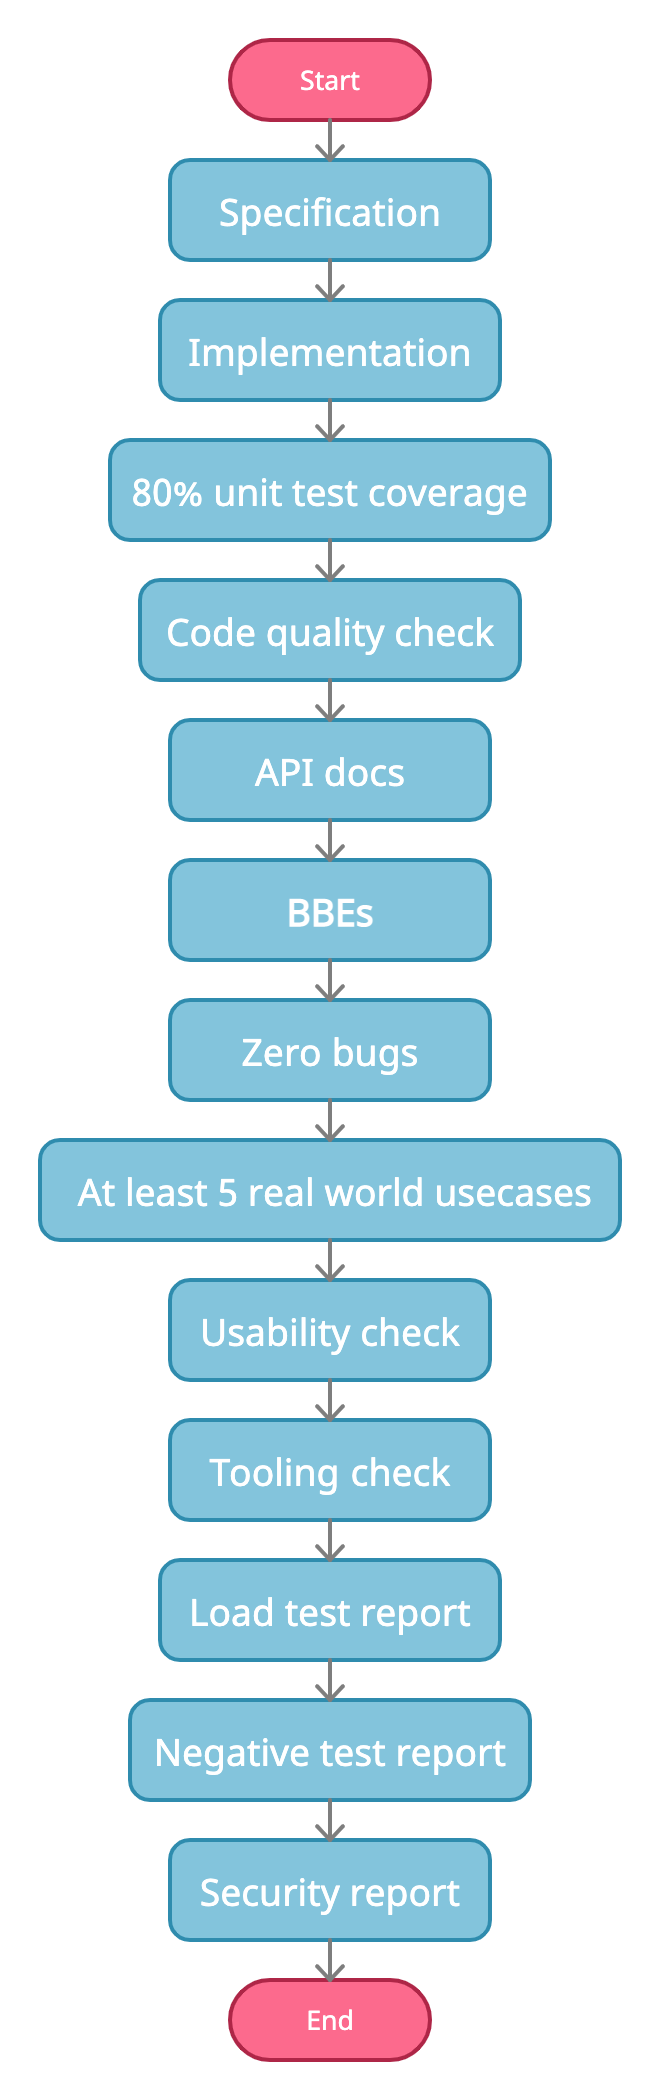 Start
Specification
Implementation
80% unit test coverage
Code quality check
API docs
BBEs
Zero bugs
At least 5 real world usecases
Usability check
Tooling check
Load test report
Negative test report
Security report
End